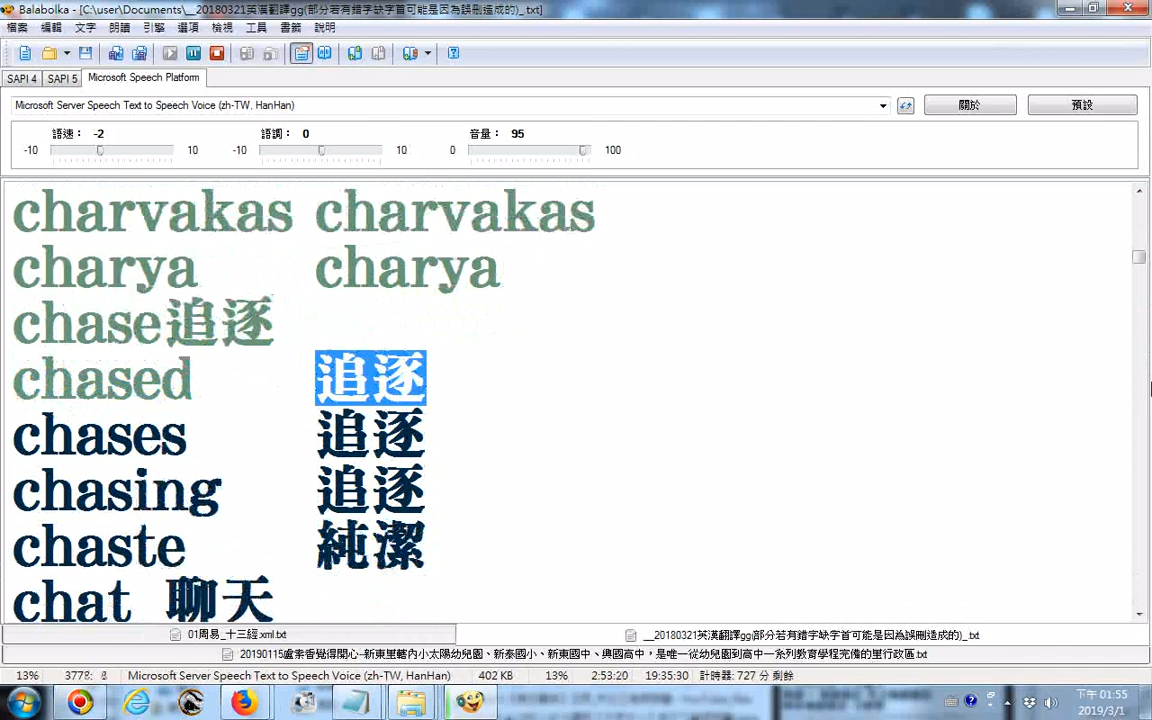 Balabolka - [C:\user\Documents\__20180321英漢翻譯gg(部分若有錯字缺字首可能是因為誤刪造成的)_.txt]
檔案 編輯 文字 朗讀 引擎 選項 檢視 工具 書籤 說明
SAPI 4 SAPI 5 Microsoft Speech Platform
Microsoft Server Speech Text to Speech Voice (zh-TW, HanHan) 關於 預設
語速： -2 語調： 0 音量： 95
-10 10 -10 10 0 100
charvakas charvakas
charya charya
chase追逐
chased 追逐
chases 追逐
chasing 追逐
chaste 純潔
chat 聊天
01周易_十三經.xml.txt __20180321英漢翻譯gg(部分若有錯字缺字首可能是因為誤刪造成的)_.txt
20190115盧素香覺得開心-新東里轄內小太陽幼兒園、新泰國小、新東國中、興國高中，是唯一從幼兒園到高中一系列教育學程完備的里行政區.txt
13% 3778: Microsoft Server Speech Text to Speech Voice (zh-TW, HanHan) 402 KB 13% 2:53:20 19:35:30 計時器: 727 分 剩餘
下午 01:55
2019/3/1